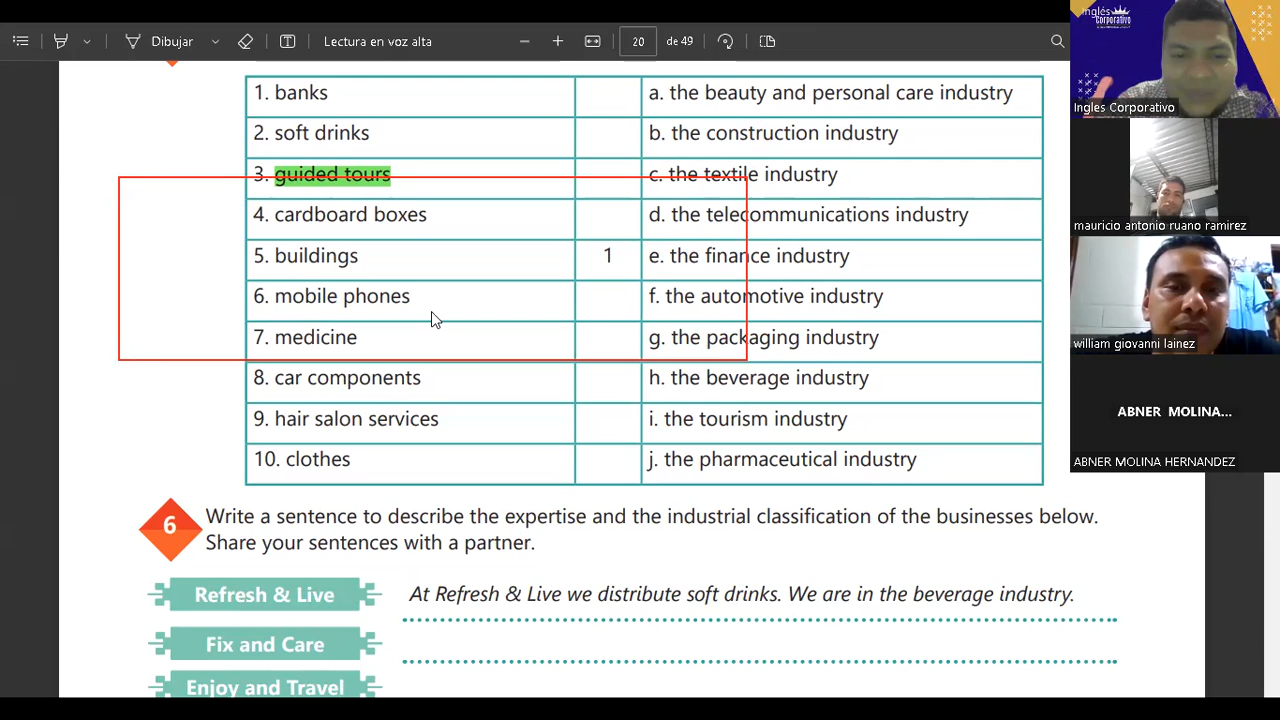 Dibujar
Lectura en voz alta
20
de 49
1. banks
a. the beauty and personal care industry
2. soft drinks
b. the construction industry
3. guided tours
c. the textile industry
4. cardboard boxes
d. the telecommunications industry
5. buildings
1
e. the finance industry
6. mobile phones
f. the automotive industry
7. medicine
g. the packaging industry
8. car components
h. the beverage industry
9. hair salon services
i. the tourism industry
10. clothes
j. the pharmaceutical industry
6
Write a sentence to describe the expertise and the industrial classification of the businesses below.
Share your sentences with a partner.
Refresh & Live
At Refresh & Live we distribute soft drinks. We are in the beverage industry.
Fix and Care
Enjoy and Travel
Inglés
Corporativo
Ingles Corporativo
mauricio antonio ruano ramirez
william giovanni lainez
ABNER MOLINA...
ABNER MOLINA HERNANDEZ